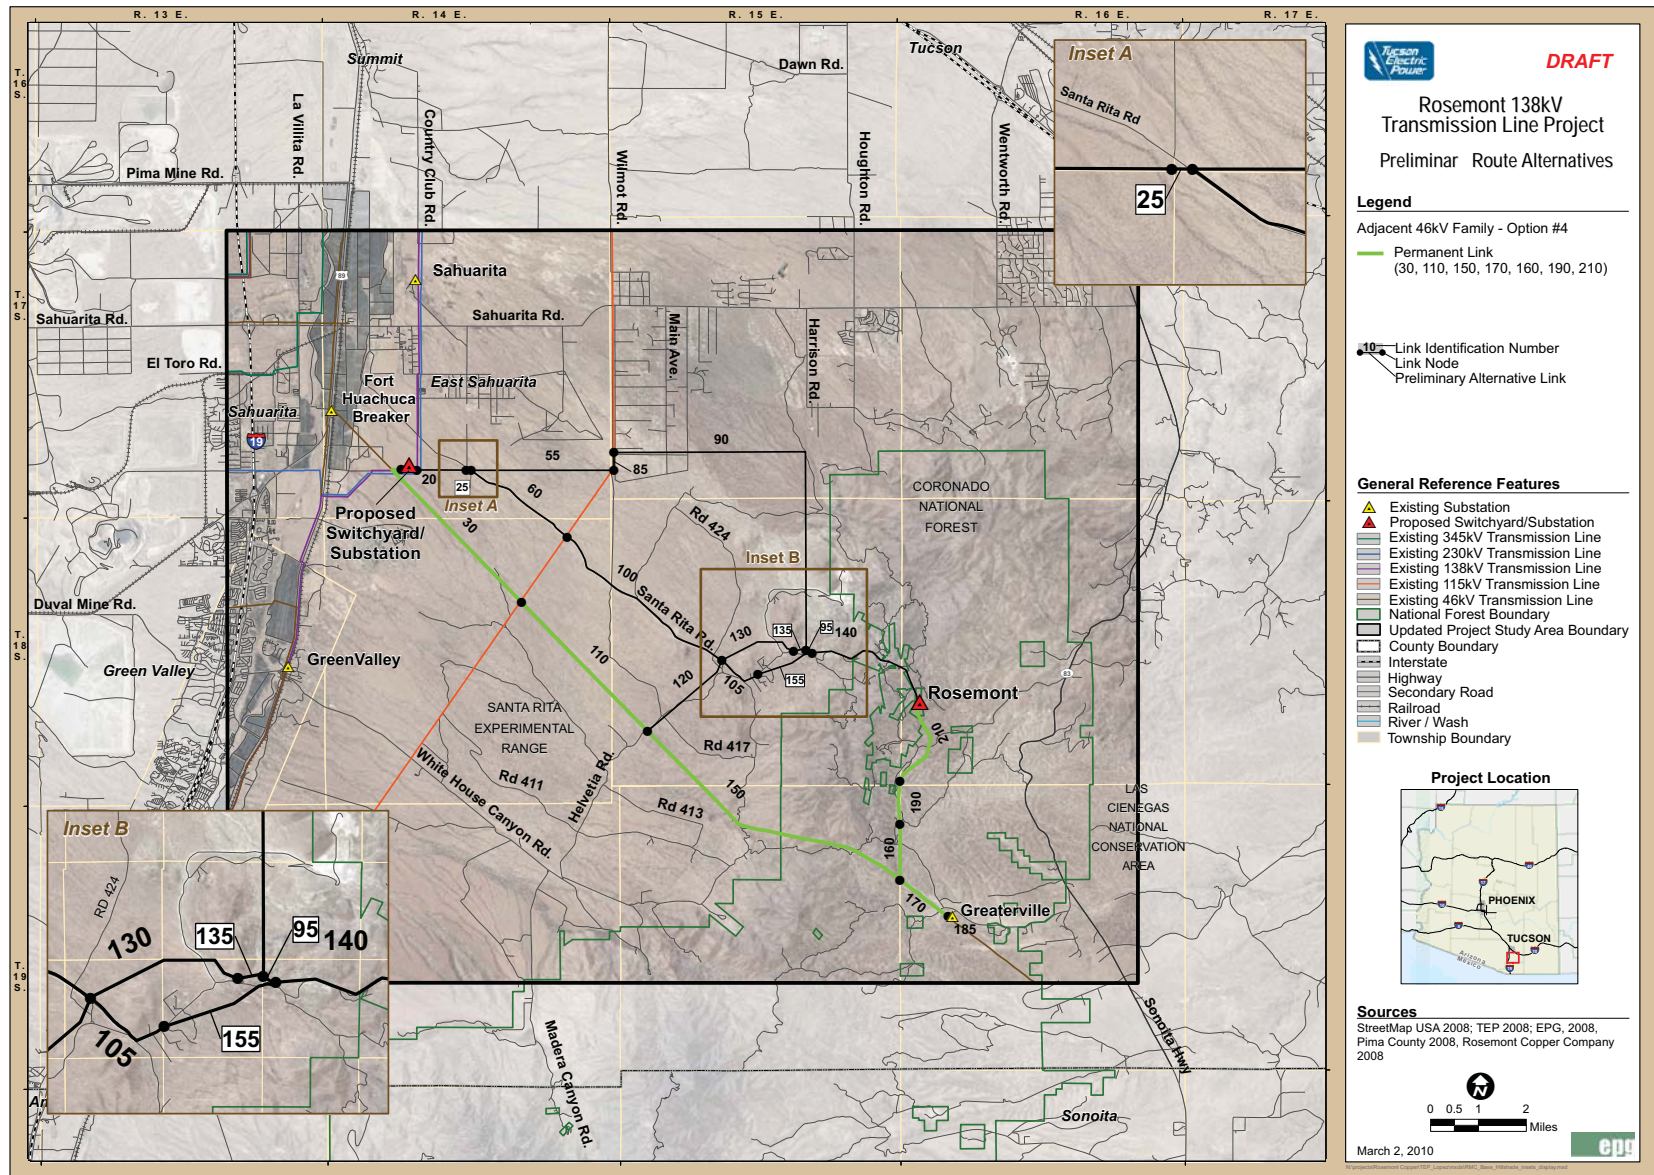 R. 13 E.
R. 14 E.
R. 15 E.
R. 16 E.
R. 17 E.
T.
16
S.
T.
17
S.
T.
18
S.
T.
19
S.
Summit
Tucson
Dawn Rd.
La Villita Rd.
Country Club Rd.
Wilmot Rd.
Houghton Rd.
Wentworth Rd.
Pima Mine Rd.
Inset A
Santa Rita Rd
25
89
Sahuarita
Sahuarita Rd.
Sahuarita Rd.
Main Ave.
Harrison Rd.
El Toro Rd.
Fort
Huachuca
Breaker
East Sahuarita
Sahuarita
19
90
55
85
20
25
60
Inset A
30
Proposed
Switchyard/
Substation
CORONADO
NATIONAL
FOREST
Rd 424
Inset B
100
Santa Rita Rd.
Duval Mine Rd.
130
135
95
140
110
120
105
155
83
Green Valley
GreenValley
Rosemont
210
SANTA RITA
EXPERIMENTAL
RANGE
Rd 417
White House Canyon Rd.
Rd 411
Helvetia Rd.
Rd 413
150
190
160
LAS
CIENEGAS
NATIONAL
CONSERVATION
AREA
170
Greaterville
185
Inset B
RD 424
130
135
95
140
105
155
Madera Canyon Rd.
Sonoita Hwy
Sonoita
Tucson
Electric
Power
DRAFT
Rosemont 138kV
Transmission Line Project
Preliminar Route Alternatives
Legend
Adjacent 46kV Family - Option #4
Permanent Link
(30, 110, 150, 170, 160, 190, 210)
10
Link Identification Number
Link Node
Preliminary Alternative Link
General Reference Features
Existing Substation
Proposed Switchyard/Substation
Existing 345kV Transmission Line
Existing 230kV Transmission Line
Existing 138kV Transmission Line
Existing 115kV Transmission Line
Existing 46kV Transmission Line
National Forest Boundary
Updated Project Study Area Boundary
County Boundary
Interstate
Highway
Secondary Road
Railroad
River / Wash
Township Boundary
Project Location
PHOENIX
TUCSON
Arizona
Mexico
Sources
StreetMap USA 2008; TEP 2008; EPG, 2008,
Pima County 2008, Rosemont Copper Company
2008
N
0 0.5 1 2
Miles
March 2, 2010
epg